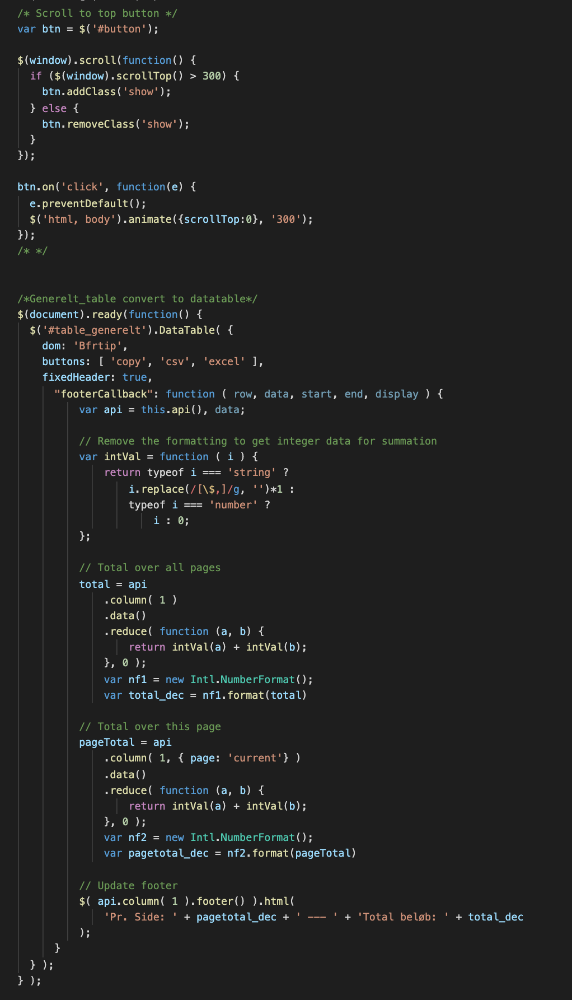 /* Scroll to top button */
var btn = $('#button');
$(window).scroll(function() {
if ($(window).scrollTop() > 300) {
btn.addClass('show');
} else {
btn.removeClass('show');
}
});
btn.on('click', function(e) {
e.preventDefault();
$('html, body').animate({scrollTop:0}, '300');
});
/* */
/*Generelt_table convert to datatable*/
$(document).ready(function() {
$('#table_generelt').DataTable( {
dom: 'Bfrtip',
buttons: [ 'copy', 'csv', 'excel' ],
fixedHeader: true,
"footerCallback": function ( row, data, start, end, display ) {
var api = this.api(), data;
// Remove the formatting to get integer data for summation
var intVal = function ( i ) {
return typeof i === 'string' ?
i.replace(/[\$,]/g, '')*1 :
typeof i === 'number' ?
i : 0;
};
// Total over all pages
total = api
.column( 1 )
.data()
.reduce( function (a, b) {
return intVal(a) + intVal(b);
}, 0 );
var nf1 = new Intl.NumberFormat();
var total_dec = nf1.format(total)
// Total over this page
pageTotal = api
.column( 1, { page: 'current'} )
.data()
.reduce( function (a, b) {
return intVal(a) + intVal(b);
}, 0 );
var nf2 = new Intl.NumberFormat();
var pagetotal_dec = nf2.format(pageTotal)
// Update footer
$( api.column( 1 ).footer() ).html(
'Pr. Side: ' + pagetotal_dec + ' --- ' + 'Total beløb: ' + total_dec
);
}
} );
} );